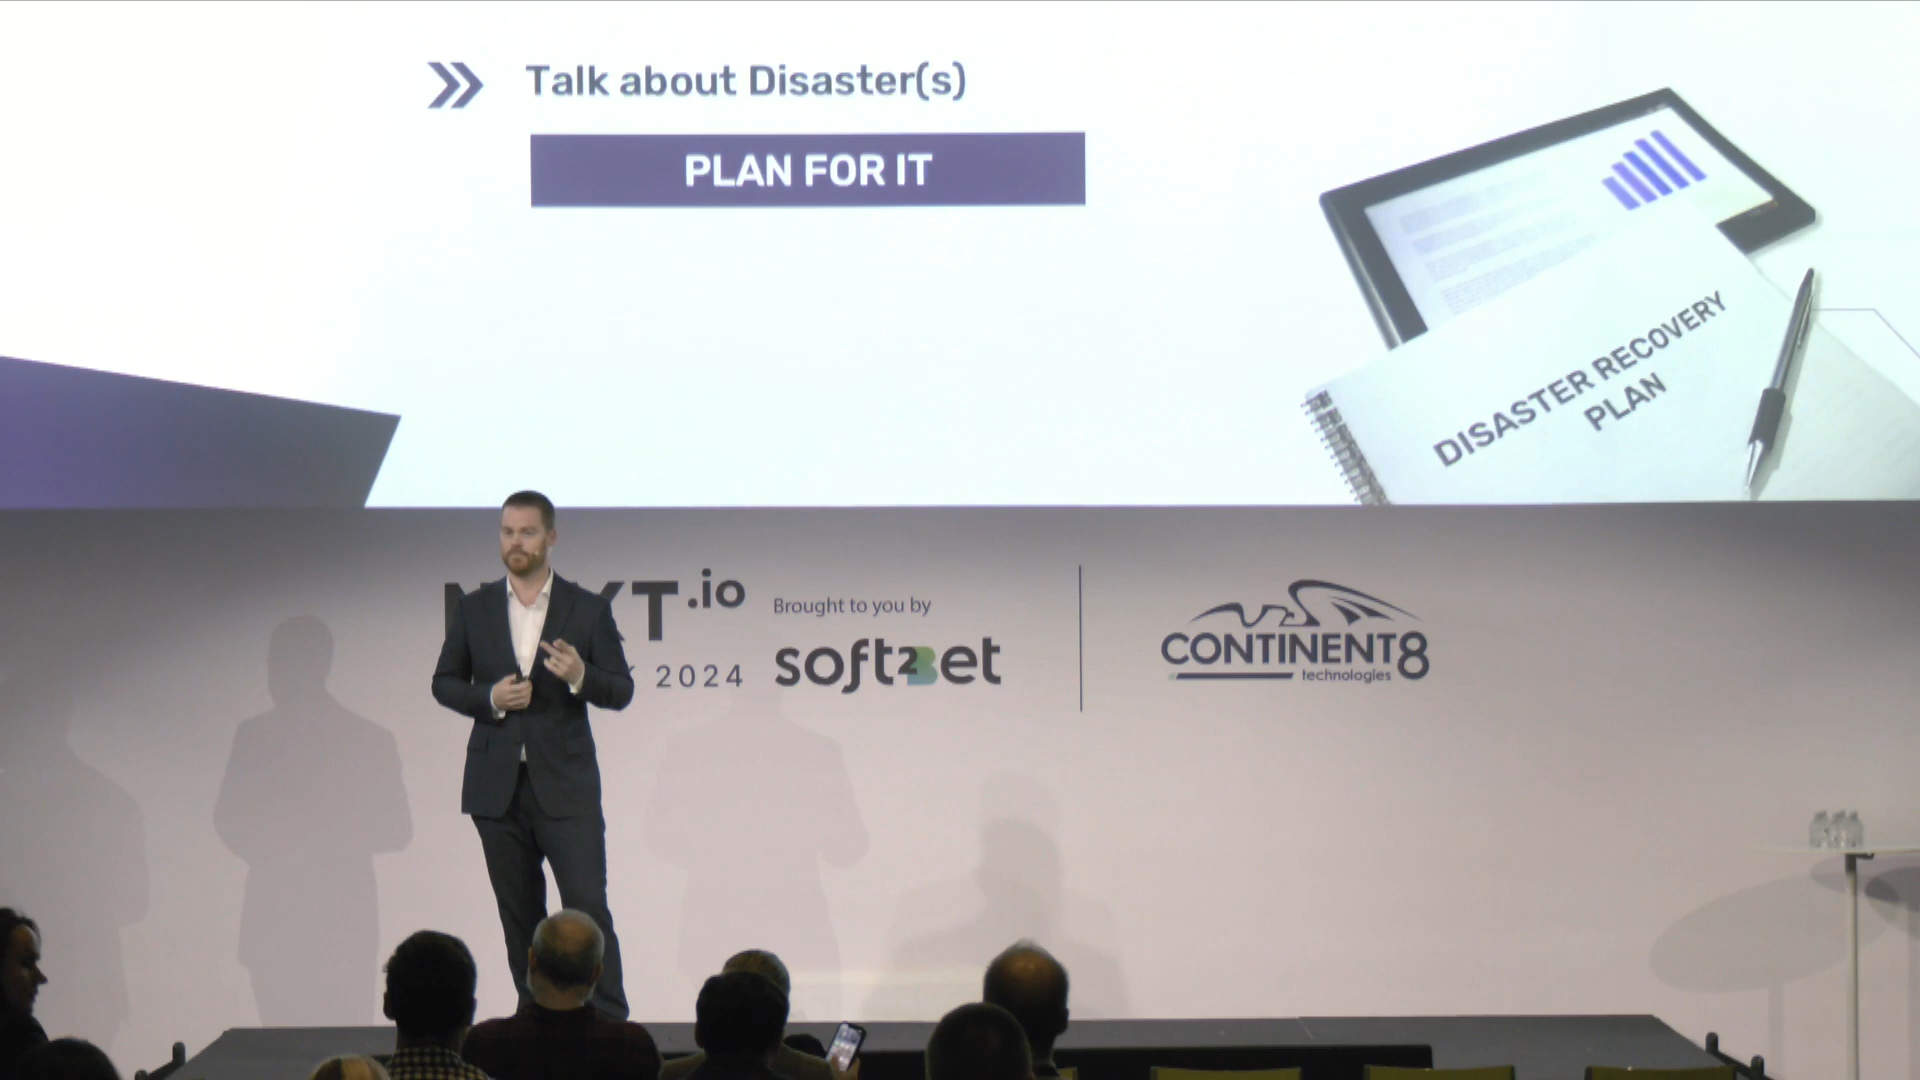 Talk about Disaster(s)
PLAN FOR IT
DISASTER RECOVERY
PLAN
T.io
2024
Brought to you by
soft2Bet
CONTINENT8
technologies